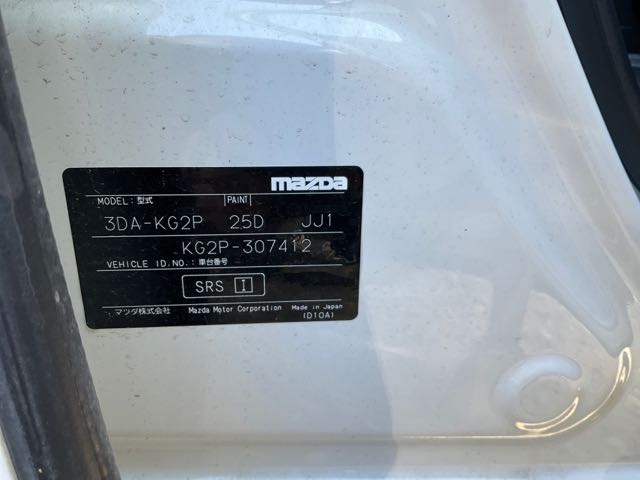 mazda
MODEL: 型式 PAINT
3DA-KG2P 25D JJ1
KG2P-307412
VEHICLE ID.NO.: 車台番号
SRS I
マツダ株式会社 Mazda Motor Corporation Made in Japan
(D10A)